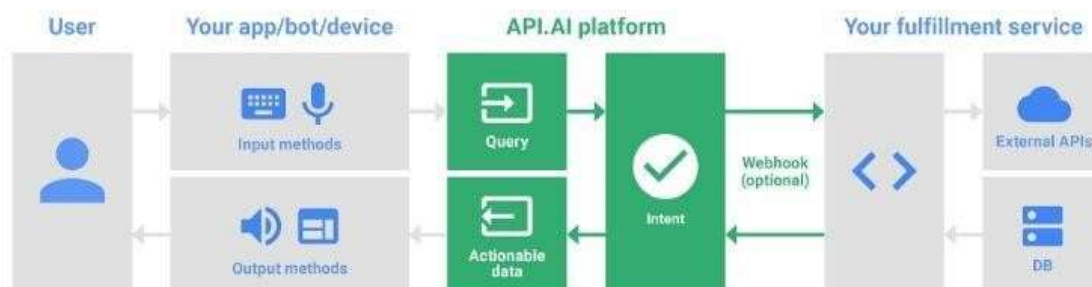 User
Your app/bot/device
API.AI platform
Your fulfillment service
Input methods
Query
External APIs
Webhook
(optional)
Intent
Output methods
Actionable
data
DB